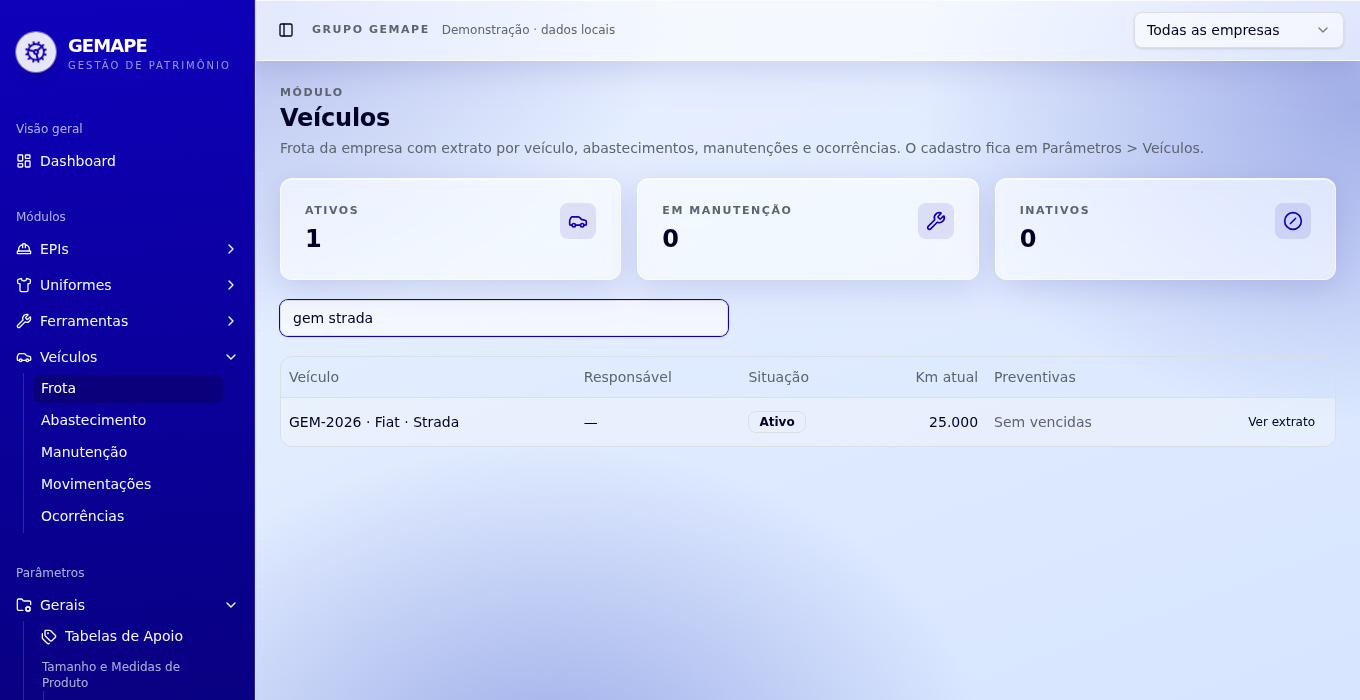 GEMAPE
GESTÃO DE PATRIMÔNIO
Visão geral
Dashboard
Módulos
EPIs
Uniformes
Ferramentas
Veículos
Frota
Abastecimento
Manutenção
Movimentações
Ocorrências
Parâmetros
Gerais
Tabelas de Apoio
Tamanho e Medidas de
Produto
GRUPO GEMAPE Demonstração · dados locais
Todas as empresas
MÓDULO
Veículos
Frota da empresa com extrato por veículo, abastecimentos, manutenções e ocorrências. O cadastro fica em Parâmetros > Veículos.
ATIVOS
1
EM MANUTENÇÃO
0
INATIVOS
0
gem strada
Veículo Responsável Situação Km atual Preventivas
GEM-2026 · Fiat · Strada — Ativo 25.000 Sem vencidas Ver extrato